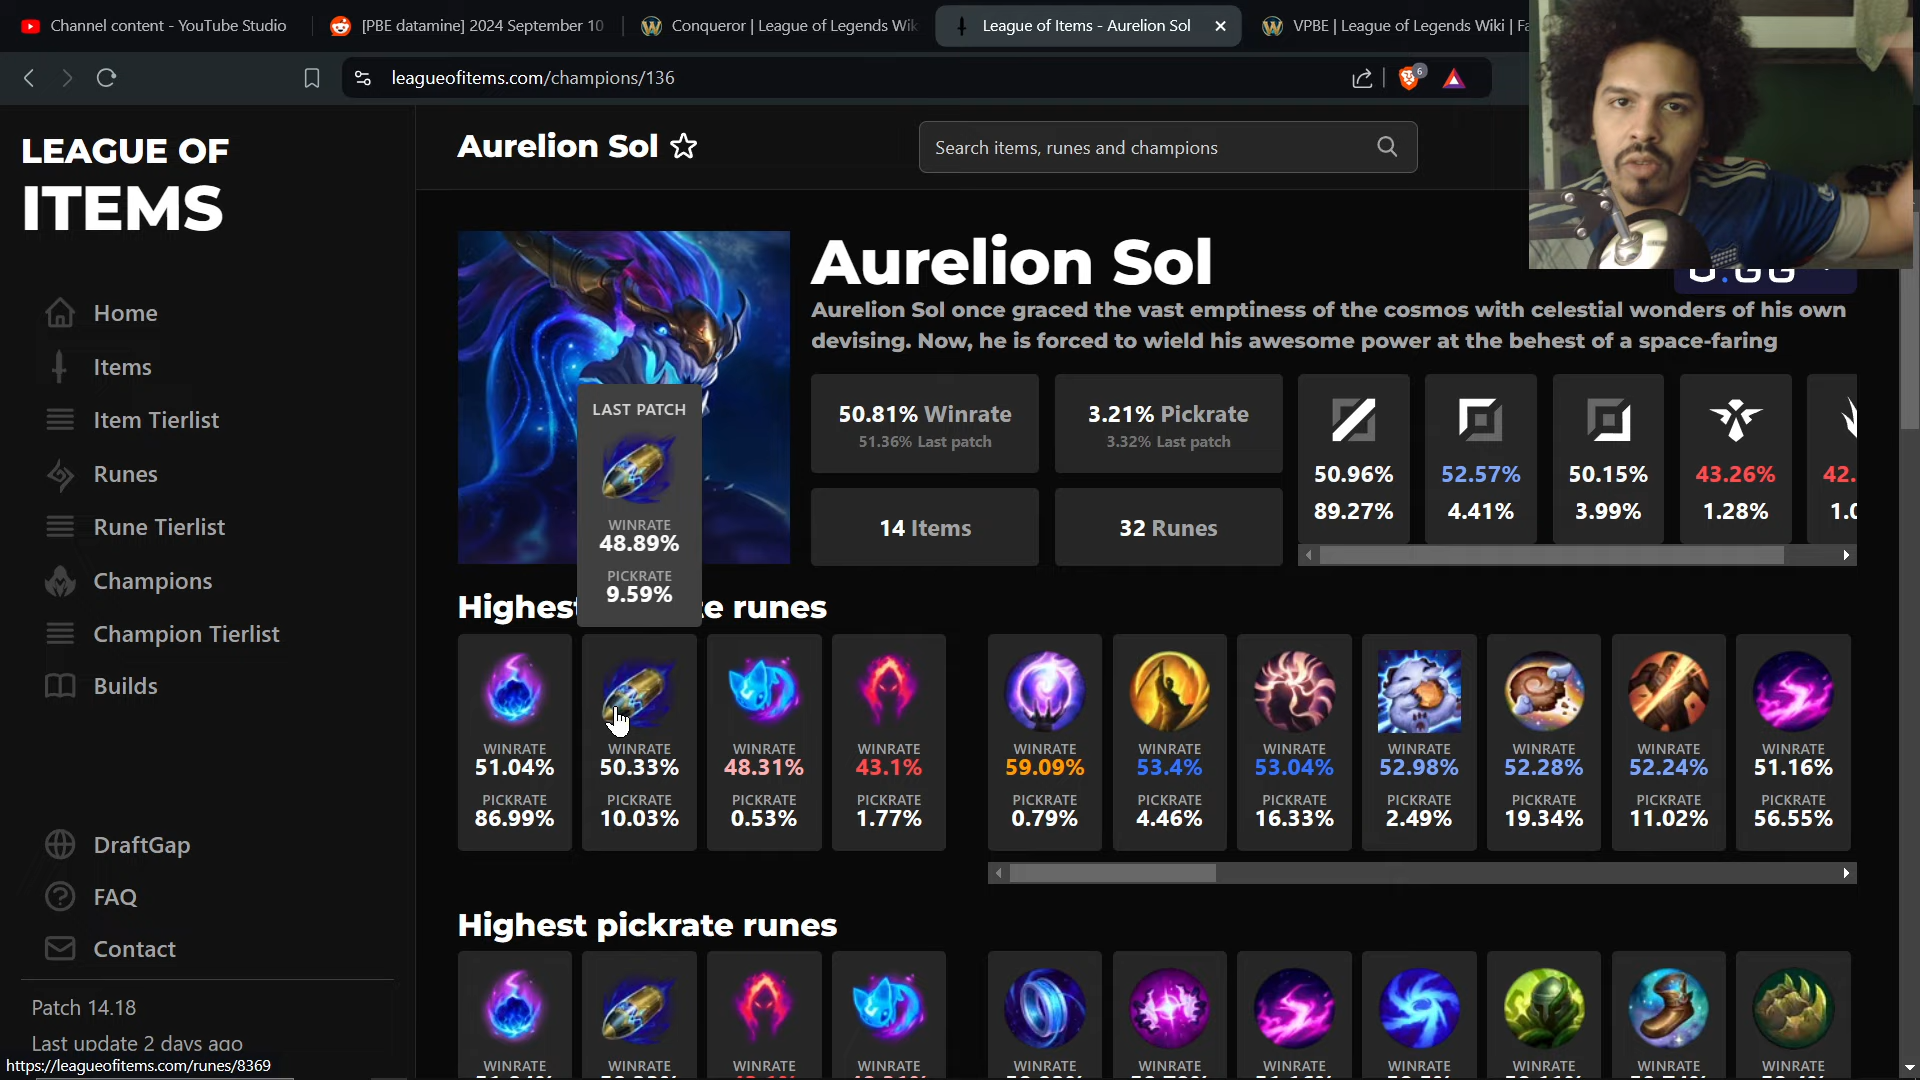 Channel content - YouTube Studio
[PBE datamine] 2024 September 10
Conqueror | League of Legends Wik
League of Items - Aurelion Sol
VPBE | League of Legends Wiki | Fa
leagueofitems.com/champions/136
6
LEAGUE OF
ITEMS
Home
Items
Item Tierlist
Runes
Rune Tierlist
Champions
Champion Tierlist
Builds
DraftGap
FAQ
Contact
Patch 14.18
Last update 2 days ago
https://leagueofitems.com/runes/8369
Aurelion Sol
Search items, runes and champions
Aurelion Sol
Aurelion Sol once graced the vast emptiness of the cosmos with celestial wonders of his own
devising. Now, he is forced to wield his awesome power at the behest of a space-faring
50.81% Winrate
51.36% Last patch
3.21% Pickrate
3.32% Last patch
14 Items
32 Runes
50.96% 52.57% 50.15% 43.26% 42.
89.27% 4.41% 3.99% 1.28%
LAST PATCH
WINRATE
48.89%
PICKRATE
9.59%
Highest runes
WINRATE WINRATE WINRATE WINRATE WINRATE WINRATE WINRATE WINRATE WINRATE WINRATE WINRATE
51.04% 50.33% 48.31% 43.1% 59.09% 53.4% 53.04% 52.98% 52.28% 52.24% 51.16%
PICKRATE PICKRATE PICKRATE PICKRATE PICKRATE PICKRATE PICKRATE PICKRATE PICKRATE PICKRATE PICKRATE
86.99% 10.03% 0.53% 1.77% 0.79% 4.46% 16.33% 2.49% 19.34% 11.02% 56.55%
Highest pickrate runes
WINRATE WINRATE WINRATE WINRATE WINRATE WINRATE WINRATE WINRATE WINRATE WINRATE WINRATE